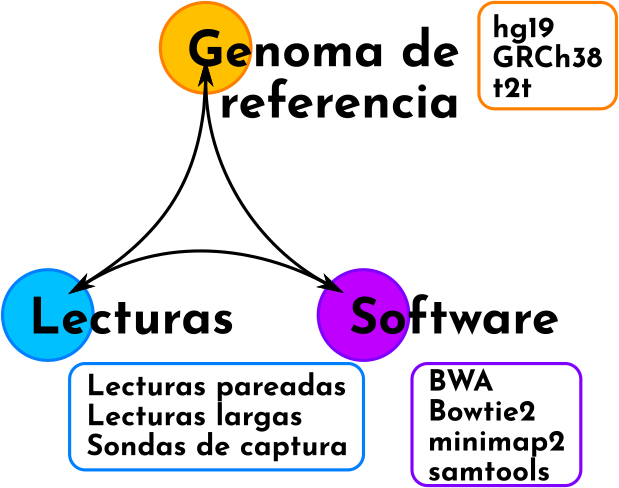 Genoma de
referencia
hg19
GRCh38
t2t
Lecturas
Lecturas pareadas
Lecturas largas
Sondas de captura
Software
BWA
Bowtie2
minimap2
samtools